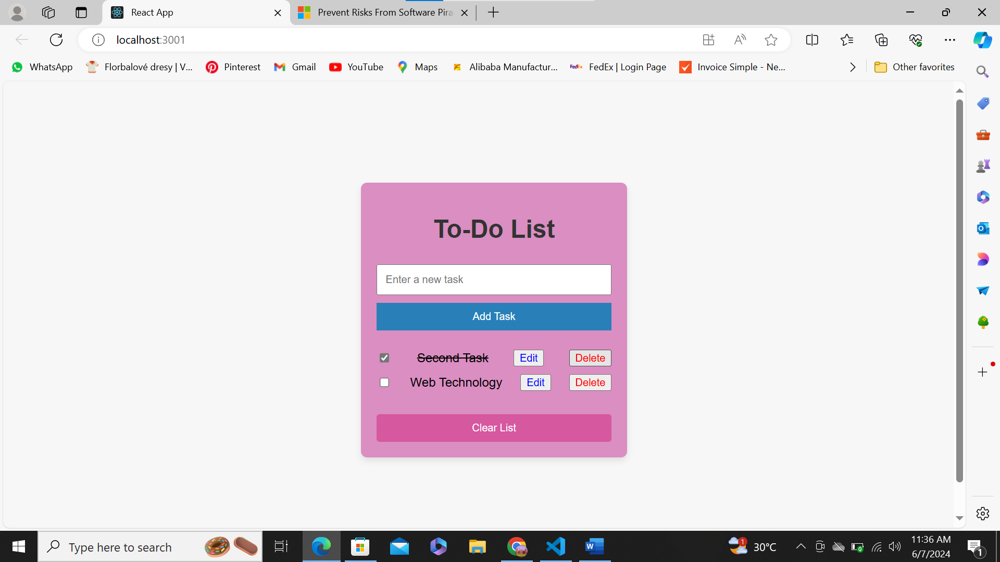 React App
Prevent Risks From Software Pira
localhost:3001
WhatsApp
Florbalové dresy | V...
Pinterest
Gmail
YouTube
Maps
Alibaba Manufactur...
FedEx | Login Page
Invoice Simple - Ne...
Other favorites
To-Do List
Enter a new task
Add Task
Second Task Edit Delete
Web Technology Edit Delete
Clear List
Type here to search
1
30°C
11:36 AM
6/7/2024
1